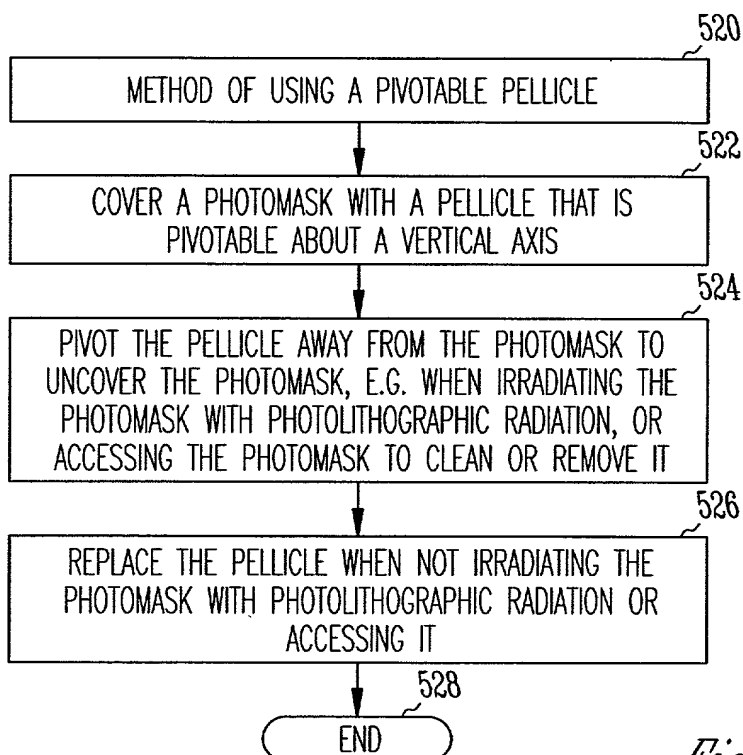 520
METHOD OF USING A PIVOTABLE PELLICLE
522
COVER A PHOTOMASK WITH A PELLICLE THAT IS
PIVOTABLE ABOUT A VERTICAL AXIS
524
PIVOT THE PELLICLE AWAY FROM THE PHOTOMASK TO
UNCOVER THE PHOTOMASK, E.G. WHEN IRRADIATING THE
PHOTOMASK WITH PHOTOLITHOGRAPHIC RADIATION, OR
ACCESSING THE PHOTOMASK TO CLEAN OR REMOVE IT
526
REPLACE THE PELLICLE WHEN NOT IRRADIATING THE
PHOTOMASK WITH PHOTOLITHOGRAPHIC RADIATION OR
ACCESSING IT
528
END